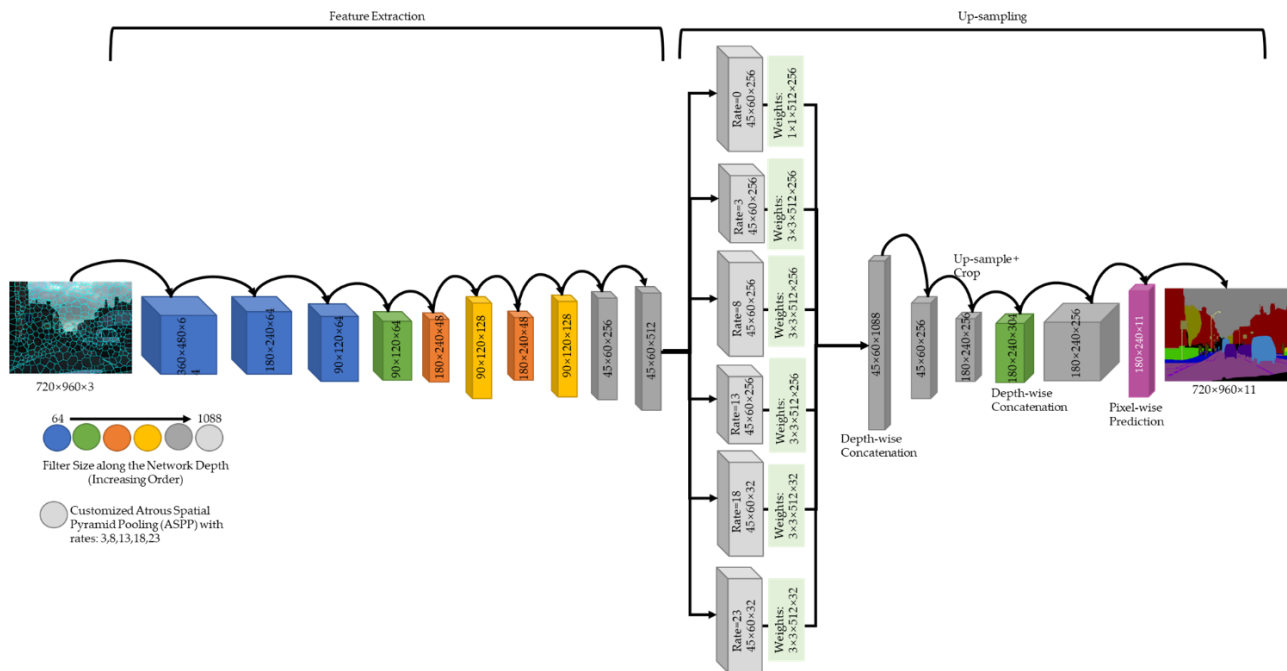 Feature Extraction
Up-sampling
720×960×3
360×480×6
4
180×240×64
90×120×64
90×120×64
180×240×48
90×120×128
180×240×48
90×120×128
45×60×256
45×60×512
Rate=0
45×60×256
Weights:
1×1×512×256
Rate=3
45×60×256
Weights:
3×3×512×256
Rate=8
45×60×256
Weights:
3×3×512×256
Rate=13
45×60×256
Weights:
3×3×512×256
Rate=18
45×60×32
Weights:
3×3×512×32
Rate=23
45×60×32
Weights:
3×3×512×32
45×60×1088
Depth-wise
Concatenation
45×60×256
Up-sample+
Crop
180×240×256
180×240×304
Depth-wise
Concatenation
180×240×256
180×240×11
Pixel-wise
Prediction
720×960×11
64
1088
Filter Size along the Network Depth
(Increasing Order)
Customized Atrous Spatial
Pyramid Pooling (ASPP) with
rates: 3,8,13,18,23